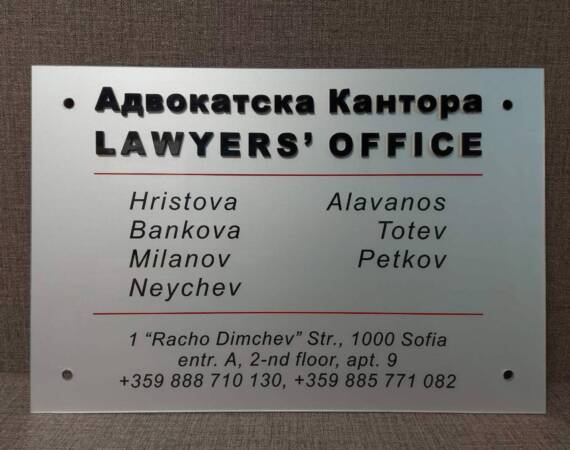 Адвокатска Кантора
LAWYERS’ OFFICE
Hristova Alavanos
Bankova Totev
Milanov Petkov
Neychev
1 “Racho Dimchev” Str., 1000 Sofia
entr. A, 2-nd floor, apt. 9
+359 888 710 130, +359 885 771 082